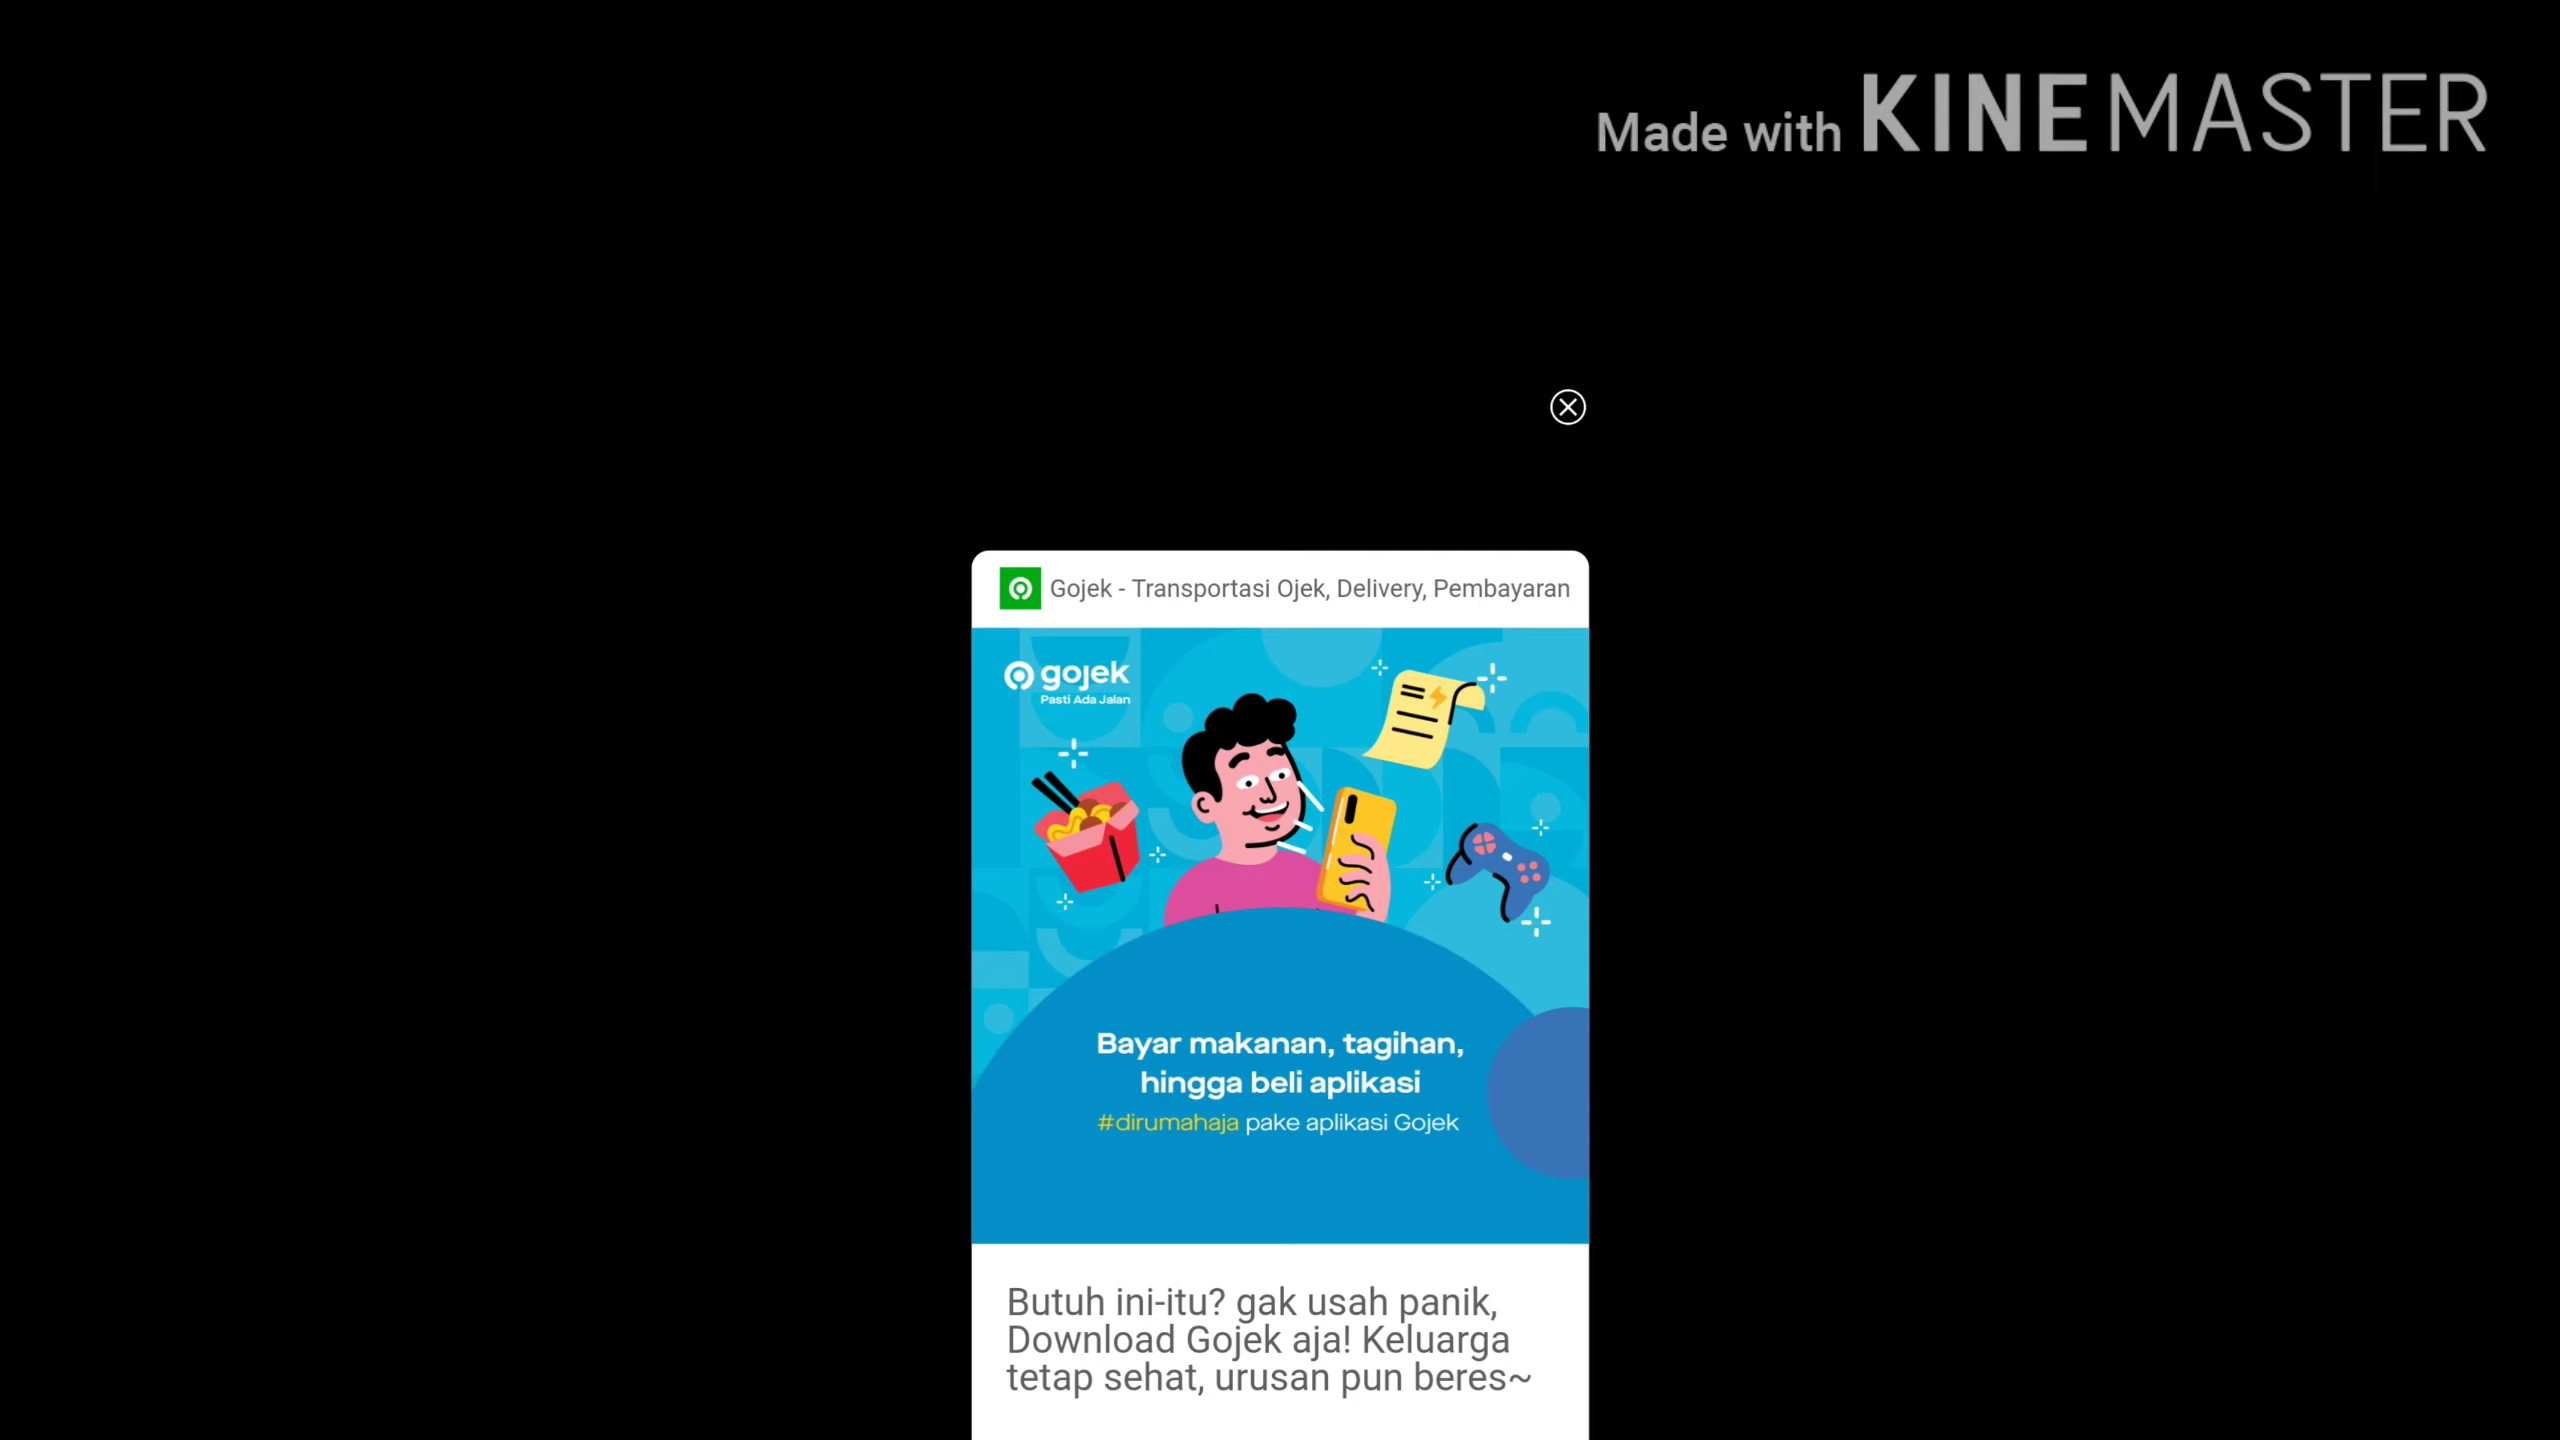 Made with KINEMASTER
Gojek - Transportasi Ojek, Delivery, Pembayaran
gojek
Pasti Ada Jalan
Bayar makanan, tagihan,
hingga beli aplikasi
#dirumahaja pake aplikasi Gojek
Butuh ini-itu? gak usah panik,
Download Gojek aja! Keluarga
tetap sehat, urusan pun beres~